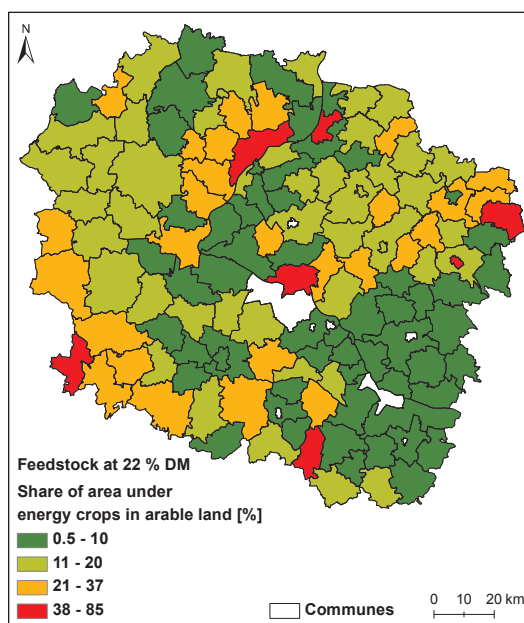 N
Feedstock at 22 % DM
Share of area under
energy crops in arable land [%]
0.5 - 10
11 - 20
21 - 37
38 - 85
Communes
0 10 20 km